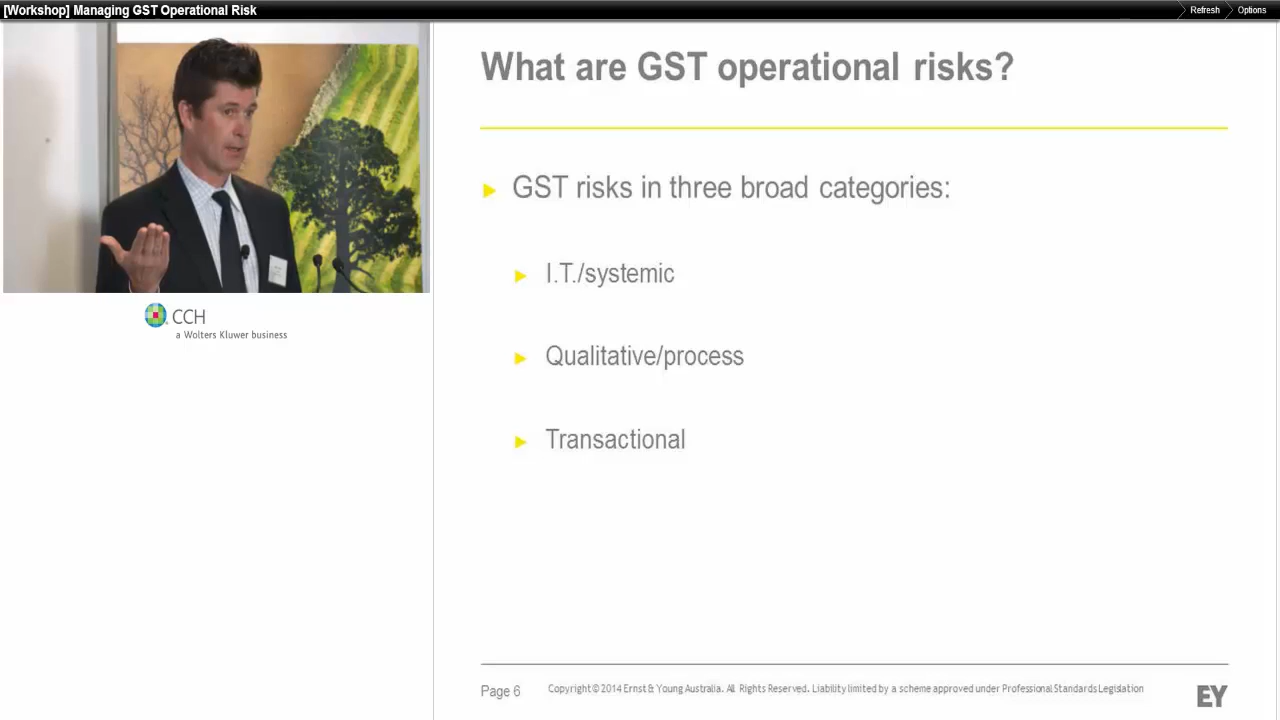 [Workshop] Managing GST Operational Risk
Refresh
Options
What are GST operational risks?
GST risks in three broad categories:
I.T./systemic
Qualitative/process
Transactional
CCH
a Wolters Kluwer business
Page 6
Copyright © 2014 Ernst & Young Australia. All Rights Reserved. Liability limited by a scheme approved under Professional Standards Legislation
EY